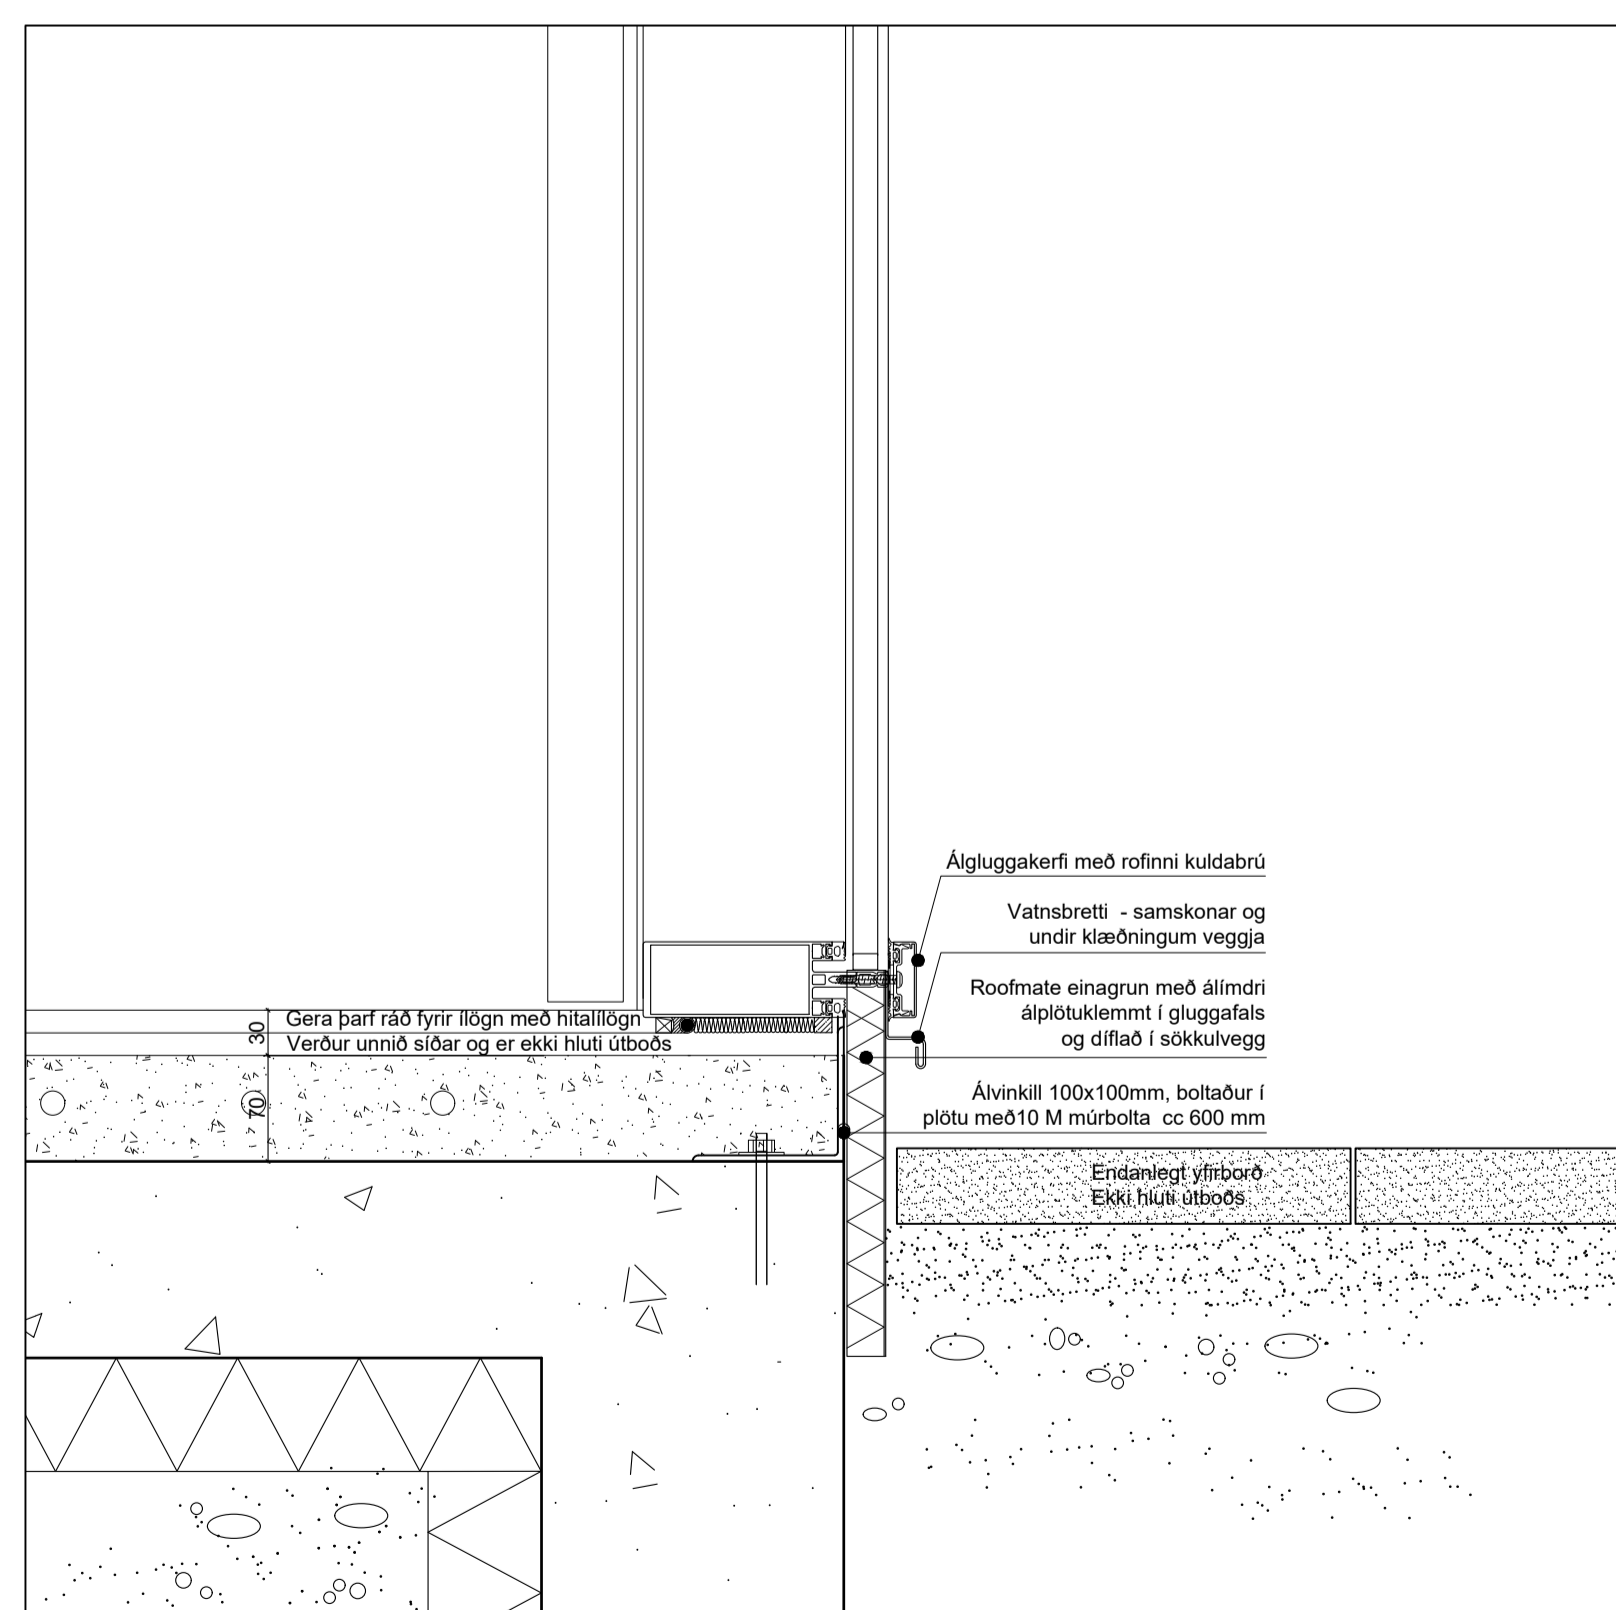 Álgluggakerfi með rofinni kuldabrú
Vatnsbretti - samskonar og
undir klæðningum veggja
Roofmate einagrun með álímdri
álplötuklemmt í gluggafals
og díflað í sökkulvegg
Gera þarf ráð fyrir ílögn með hitalílögn
Verður unnið síðar og er ekki hluti útboðs
30
70
Álvinkill 100x100mm, boltaður í
plötu með10 M múrbolta cc 600 mm
Endanlegt yfirborð
Ekki hluti útboðs